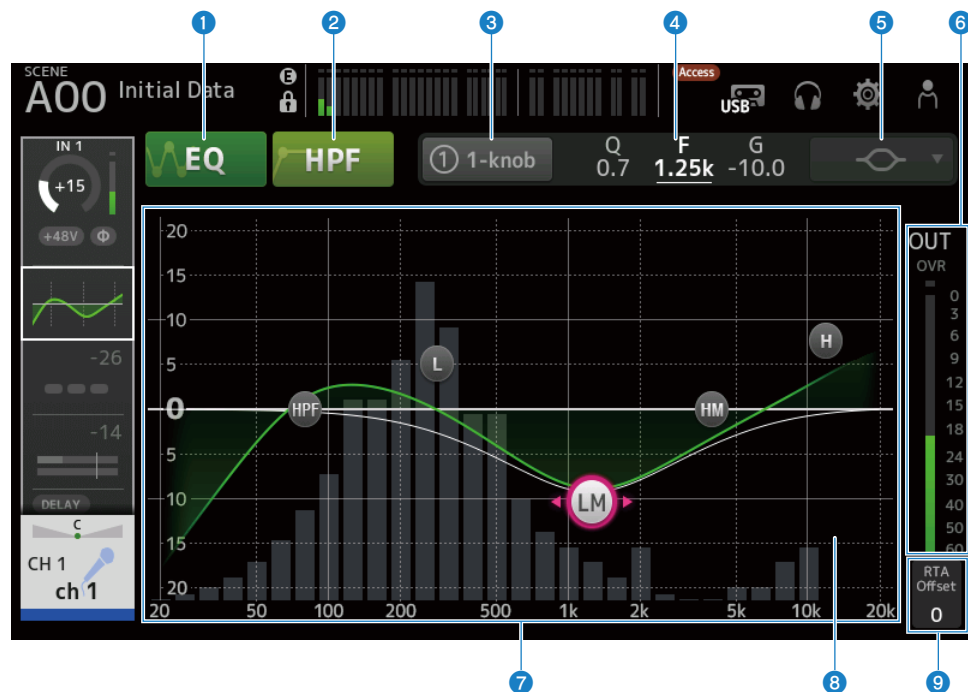 1 2 3 4 5 6
SCENE
A00 Initial Data
E
Access
USB
IN 1
+15
+48V Φ
-26
-14
DELAY
C
CH 1
ch 1
EQ
HPF
1 1-knob
Q F G
0.7 1.25k -10.0
20
15
10
5
0
5
10
15
20
HPF
L
LM
HM
H
20 50 100 200 500 1k 2k 5k 10k 20k
OUT
OVR
0
3
6
9
12
15
18
24
30
40
50
60
RTA
Offset
0
7 8 9